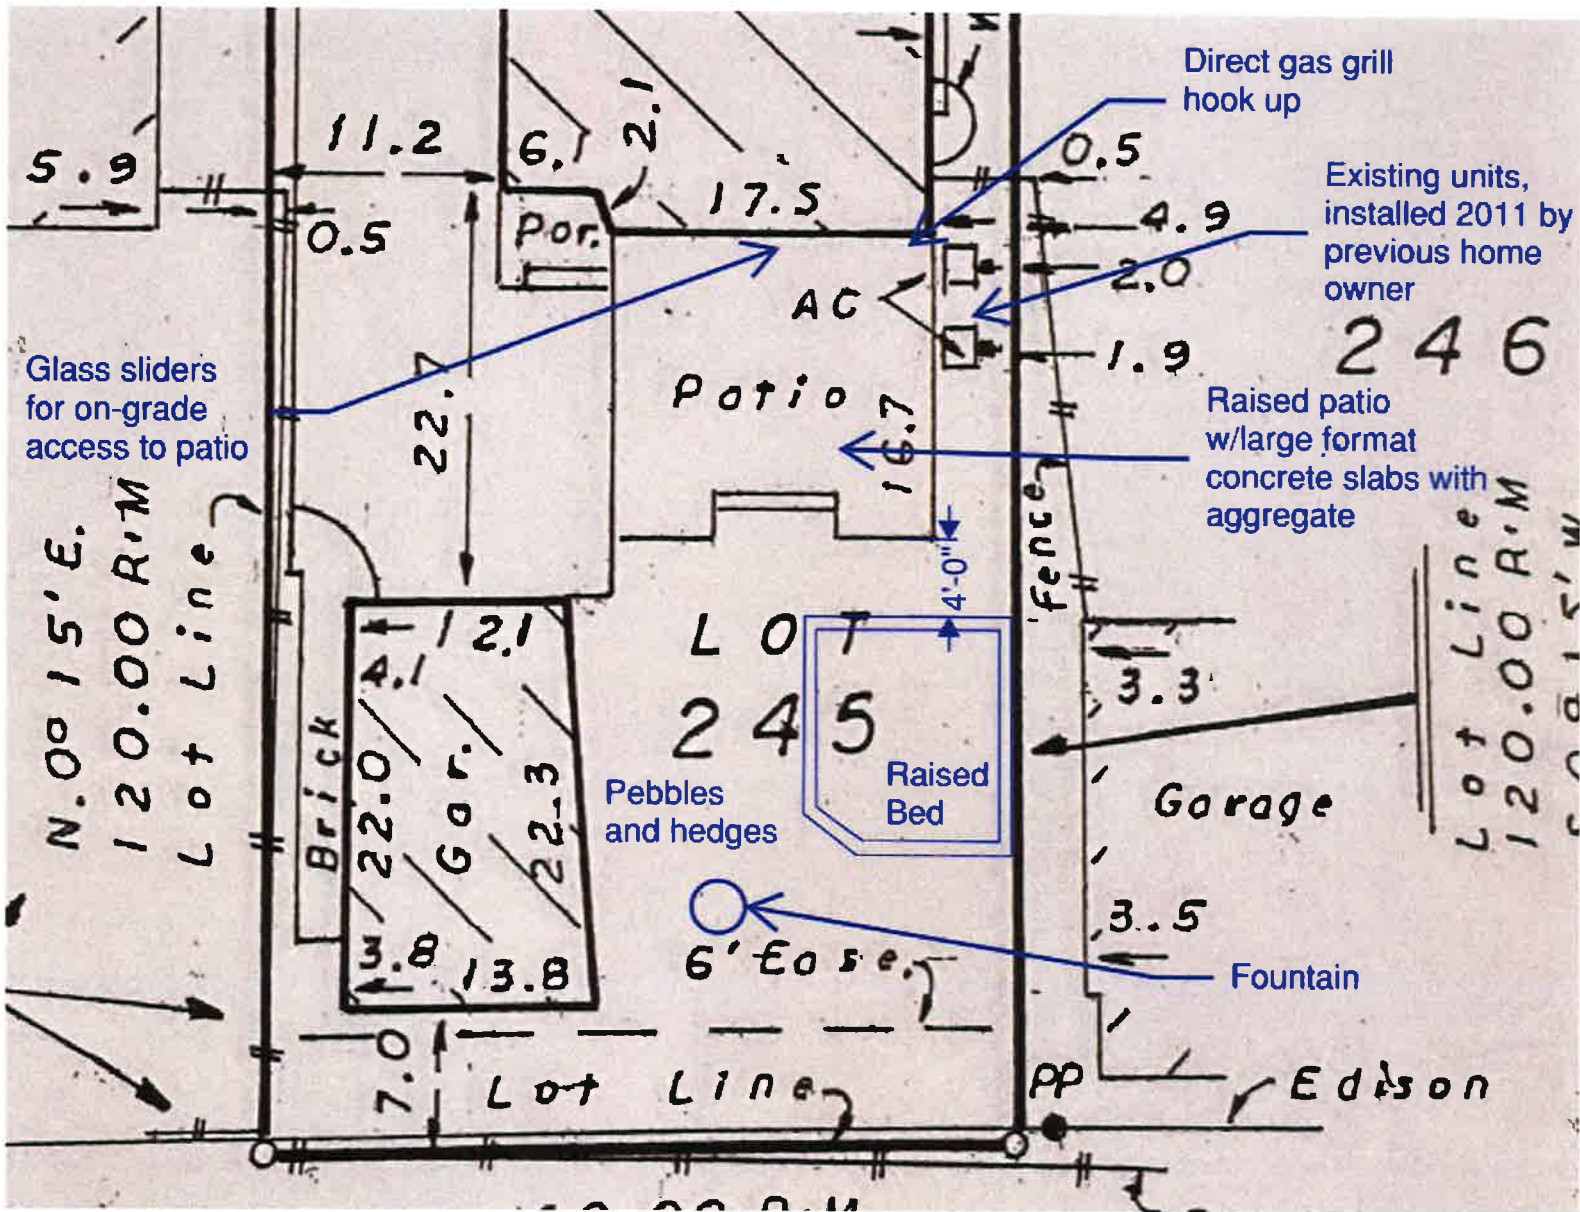 Direct gas grill
hook up
11.2
6.1
2.1
5.9
0.5
17.5
Existing units,
installed 2011 by
previous home
owner
0.5
Por.
4.9
2.0
AC
1.9
246
Glass sliders
for on-grade
access to patio
22.7
Patio
16.7
Raised patio
w/large format
concrete slabs with
aggregate
N.0° 15' E.
120.00 R·M
Lot Line
Fence
4'-0"
Lot Line
120.00 R·M
12.1
4.1
LOT
245
3.3
Brick
22.0
Gar.
22.3
Pebbles
and hedges
Raised
Bed
Garage
3.8
13.8
6' Ease.
3.5
Fountain
7.0
Lot Line
PP
Edison